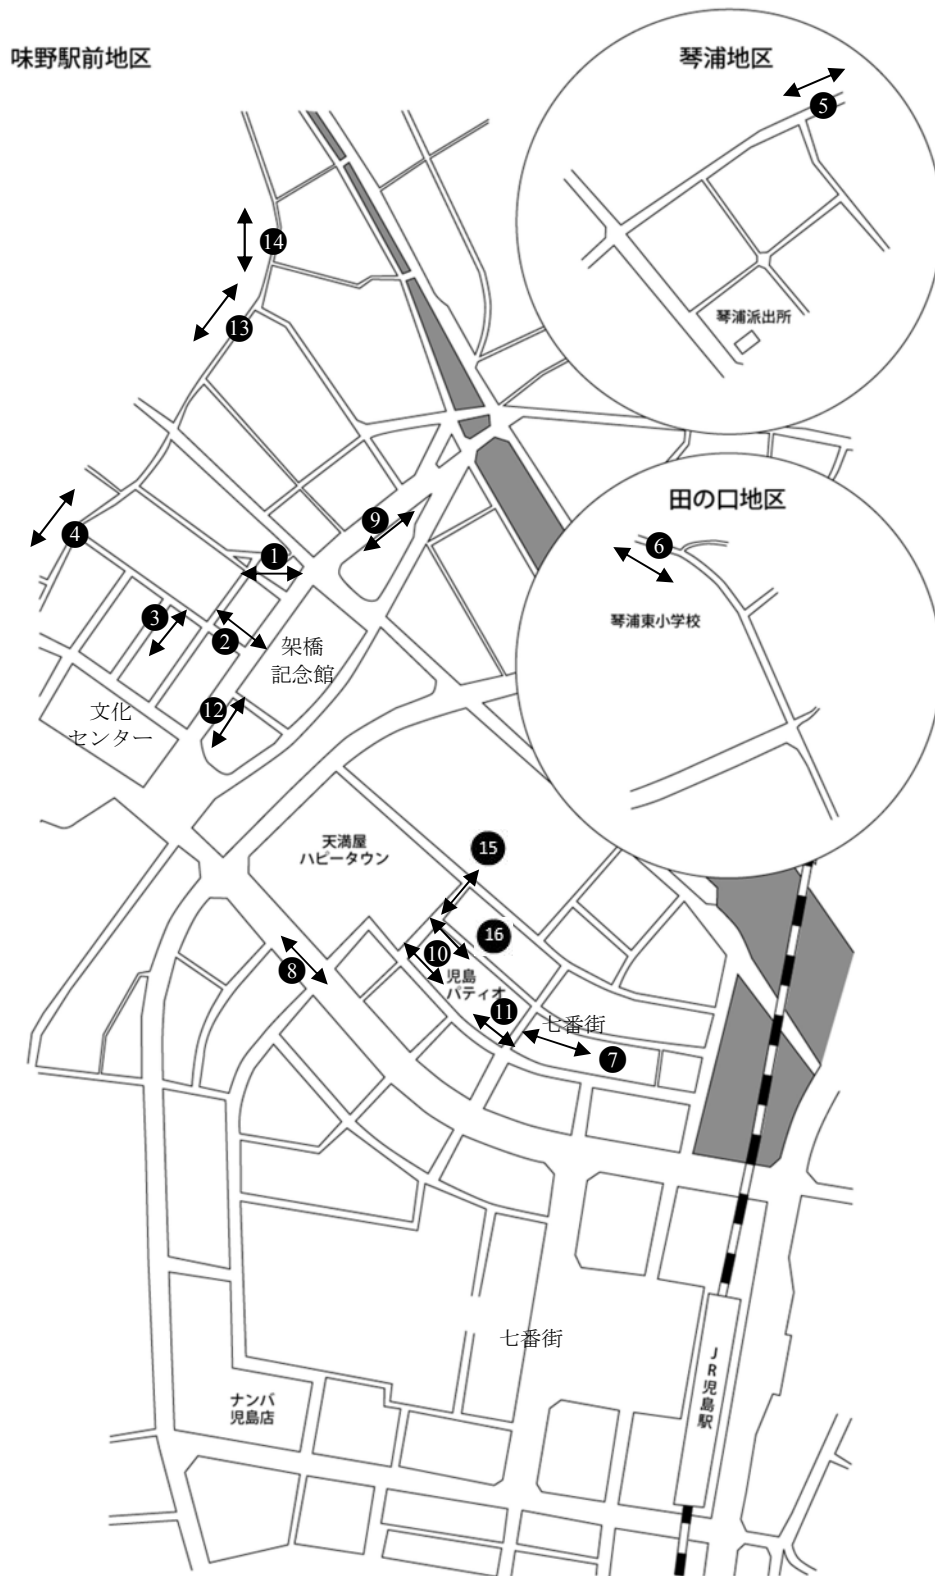 味野駅前地区
琴浦地区
5
琴浦派出所
14
13
9
4
1
3
2
架橋
記念館
12
文化
センター
田の口地区
6
琴浦東小学校
天満屋
ハピータウン
15
16
10
8
児島
パティオ
11
七番街
7
七番街
JR児島駅
ナンバ
児島店